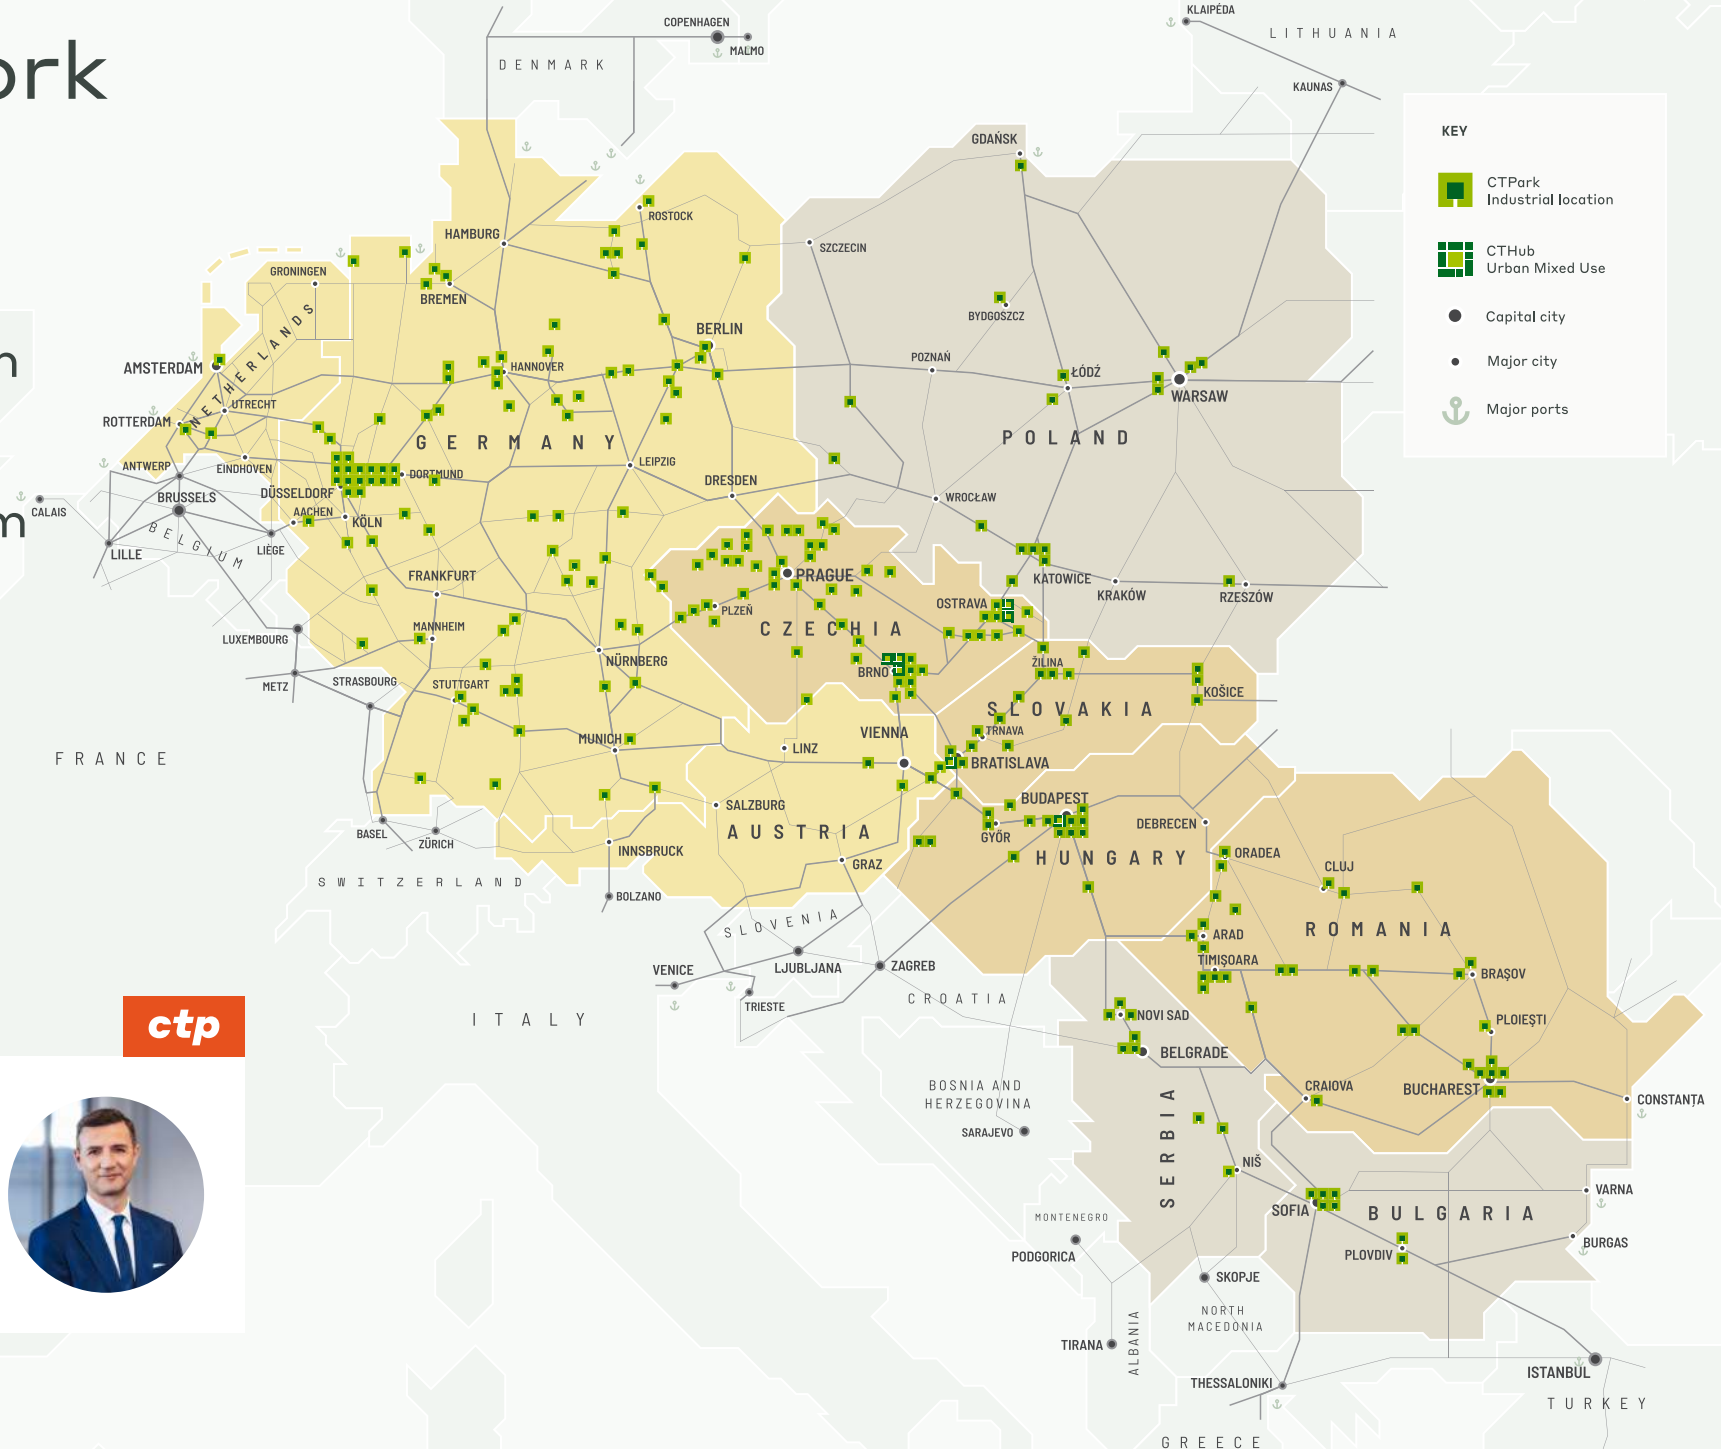 ork
n
m
COPENHAGEN
MALMO
DENMARK
KLAIPÉDA
LITHUANIA
KAUNAS
KEY
CTPark
Industrial location
CTHub
Urban Mixed Use
Capital city
Major city
Major ports
GDAŃSK
ROSTOCK
HAMBURG
SZCZECIN
GRONINGEN
BREMEN
BYDGOSZCZ
NETHERLANDS
BERLIN
AMSTERDAM
HANNOVER
POZNAŃ
ŁÓDŹ
WARSAW
UTRECHT
ROTTERDAM
GERMANY
POLAND
ANTWERP
EINDHOVEN
DORTMUND
LEIPZIG
DRESDEN
BRUSSELS
DÜSSELDORF
WROCŁAW
CALAIS
AACHEN
KÖLN
BELGIUM
LILLE
LIÈGE
FRANKFURT
PRAGUE
KATOWICE
KRAKÓW
RZESZÓW
OSTRAVA
PLZEŇ
LUXEMBOURG
MANNHEIM
CZECHIA
NÜRNBERG
ŽILINA
BRNO
METZ
STRASBOURG
STUTTGART
KOŠICE
SLOVAKIA
VIENNA
TRNAVA
MUNICH
LINZ
FRANCE
BRATISLAVA
BUDAPEST
SALZBURG
AUSTRIA
GYŐR
DEBRECEN
BASEL
ZÜRICH
INNSBRUCK
HUNGARY
ORADEA
GRAZ
CLUJ
SWITZERLAND
BOLZANO
SLOVENIA
ROMANIA
ARAD
TIMIȘOARA
VENICE
LJUBLJANA
ZAGREB
BRAȘOV
TRIESTE
CROATIA
ITALY
NOVI SAD
PLOIEȘTI
ctp
BELGRADE
BOSNIA AND
HERZEGOVINA
CRAIOVA
BUCHAREST
CONSTANȚA
SARAJEVO
SERBIA
NIŠ
VARNA
SOFIA
BULGARIA
MONTENEGRO
PODGORICA
PLOVDIV
BURGAS
SKOPJE
NORTH
MACEDONIA
TIRANA
ALBANIA
ISTANBUL
THESSALONIKI
TURKEY
GREECE